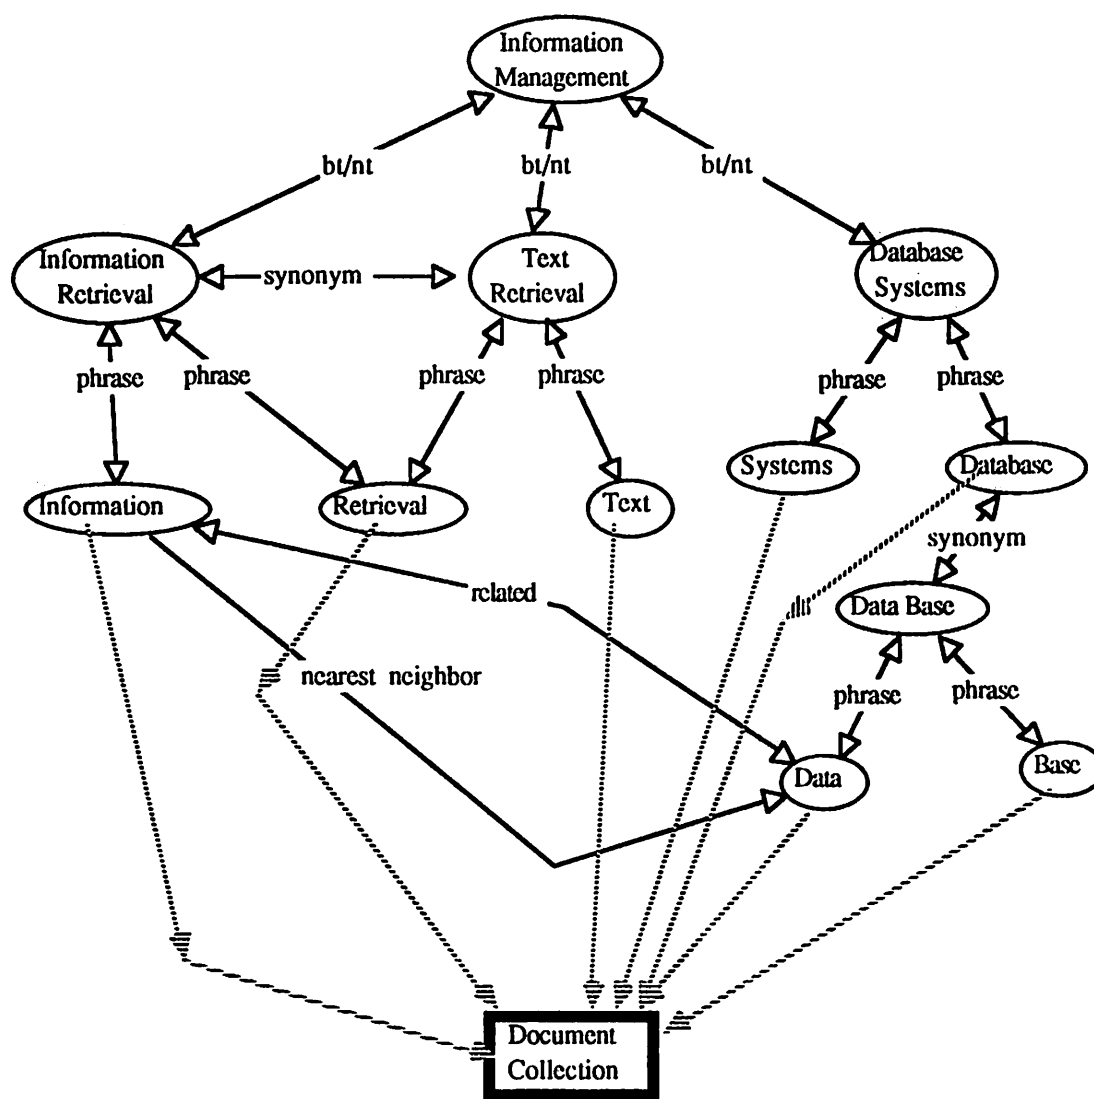 Information
Management
bt/nt
bt/nt
bt/nt
Information
Retrieval
synonym
Text
Retrieval
Database
Systems
phrase
phrase
phrase
phrase
phrase
phrase
Information
Retrieval
Text
Systems
Database
synonym
related
Data Base
nearest neighbor
phrase
phrase
Data
Base
Document
Collection